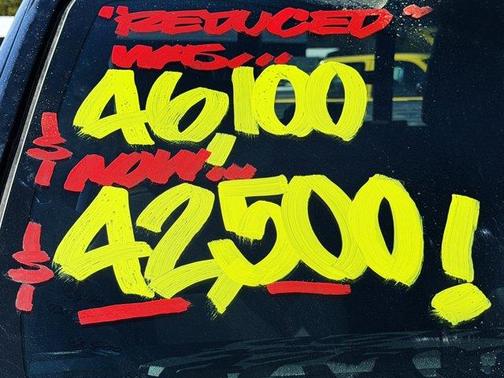 "REDUCED"
WAS...
$46,100
NOW...
$42,500!